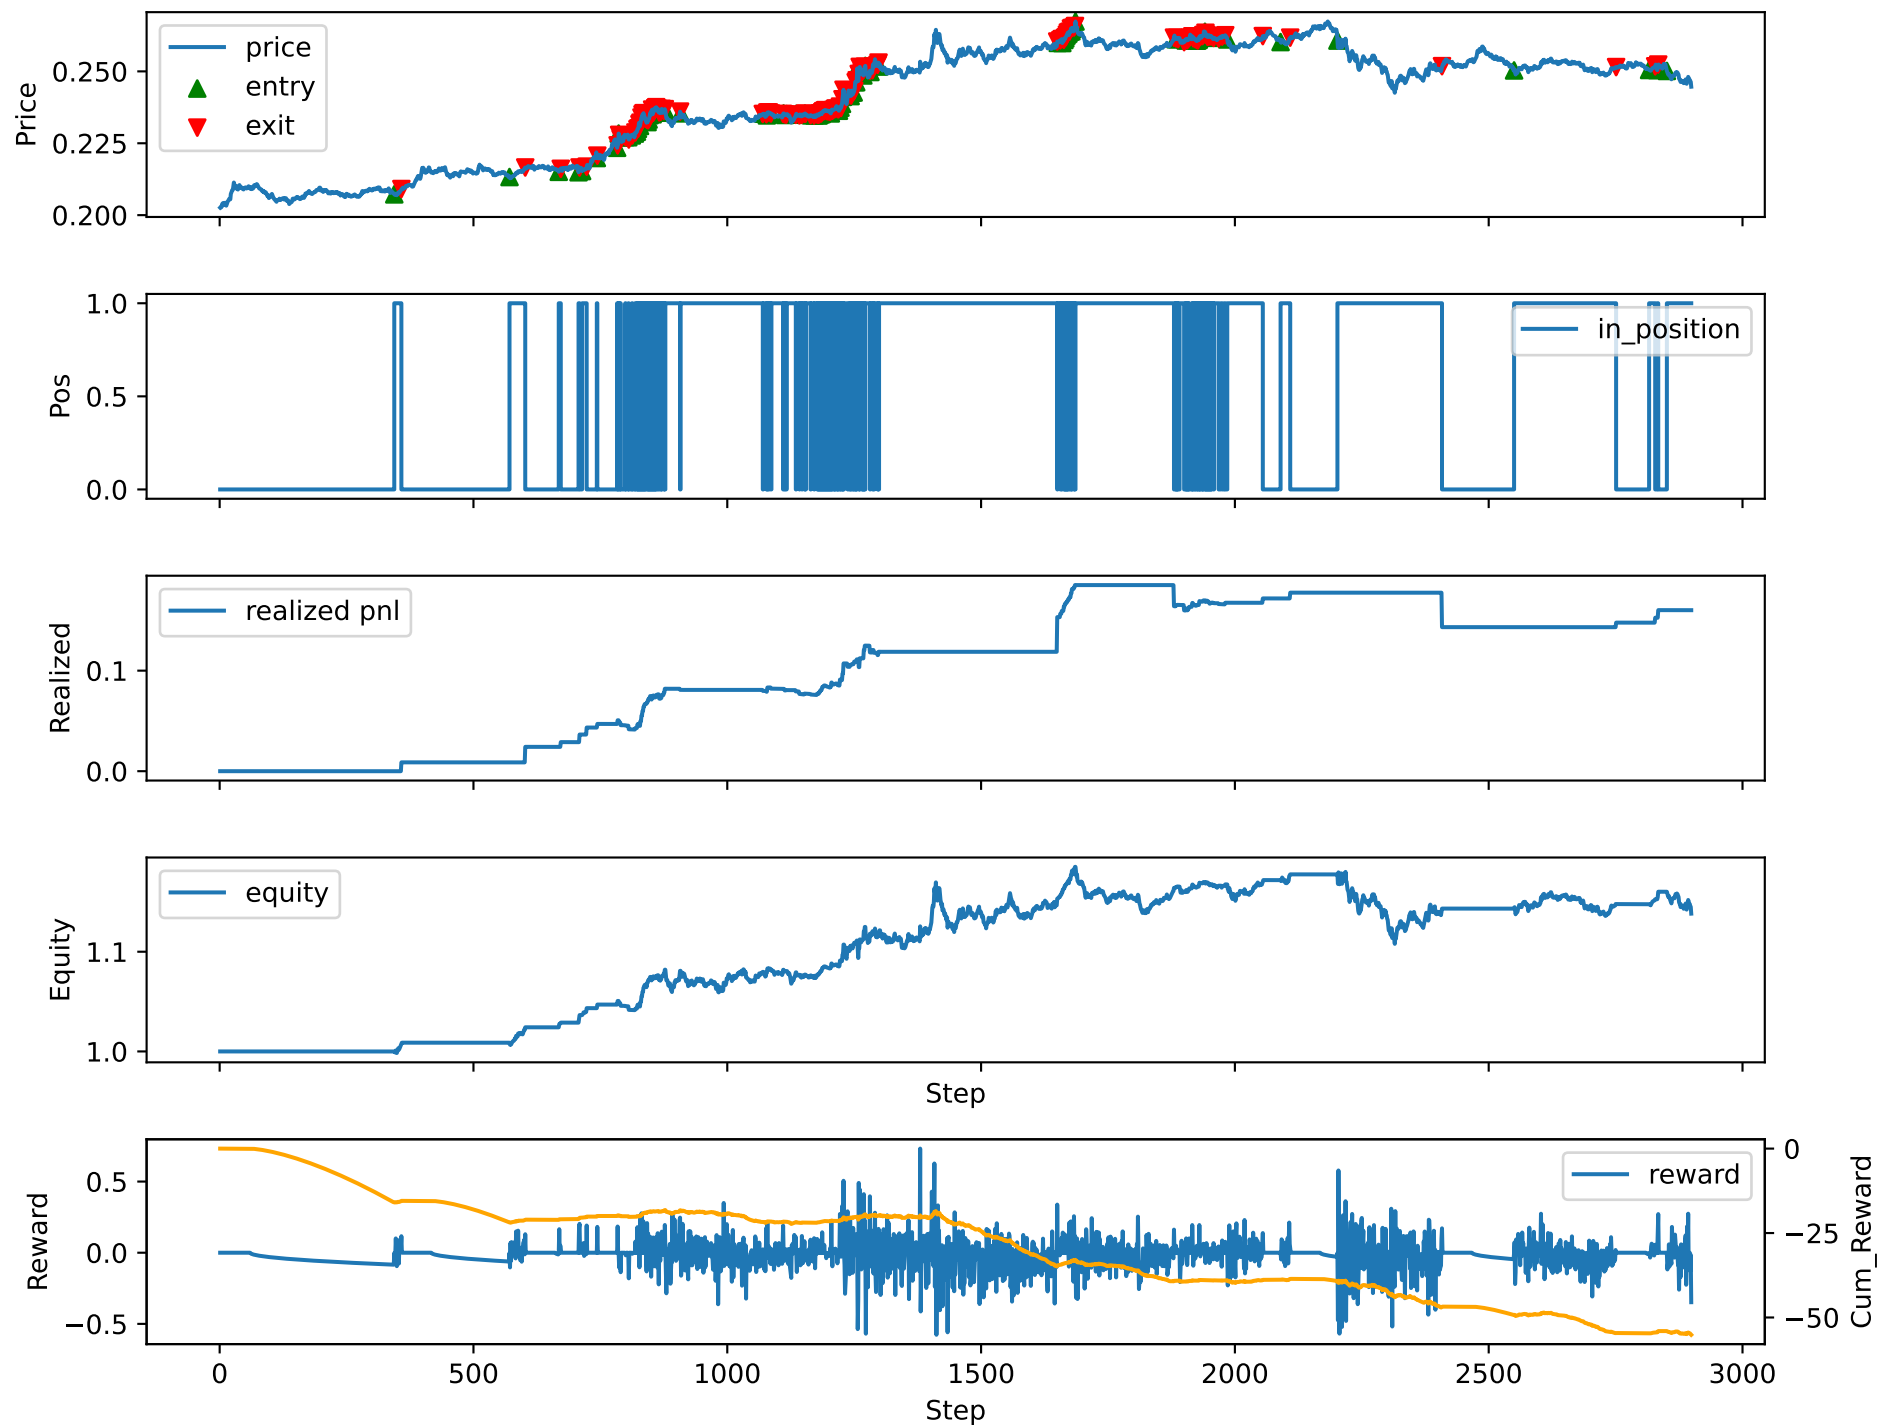 price
entry
exit
0.250
0.225
0.200
Price
in_position
1.0
0.5
0.0
Pos
realized pnl
0.1
0.0
Realized
equity
1.1
1.0
Equity
Step
reward
0.5
0.0
−0.5
Reward
0
−25
−50
Cum_Reward
0 500 1000 1500 2000 2500 3000
Step